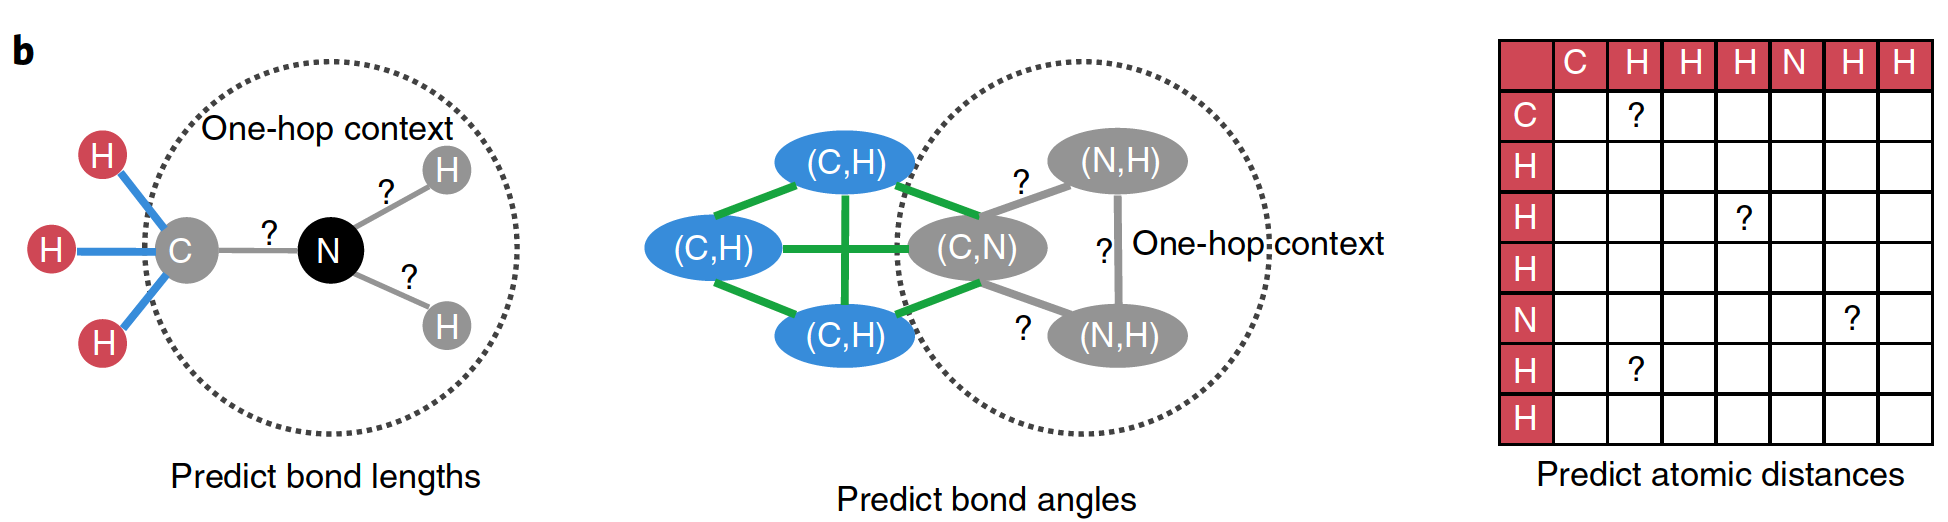 b
One-hop context
H
H
?
?
H
C
N
?
H
H
Predict bond lengths
(C,H)
(N,H)
?
(C,H)
(C,N)
?
One-hop context
?
(C,H)
(N,H)
Predict bond angles
C H H H N H H
C ?
H
H ?
H
N ?
H ?
H
Predict atomic distances